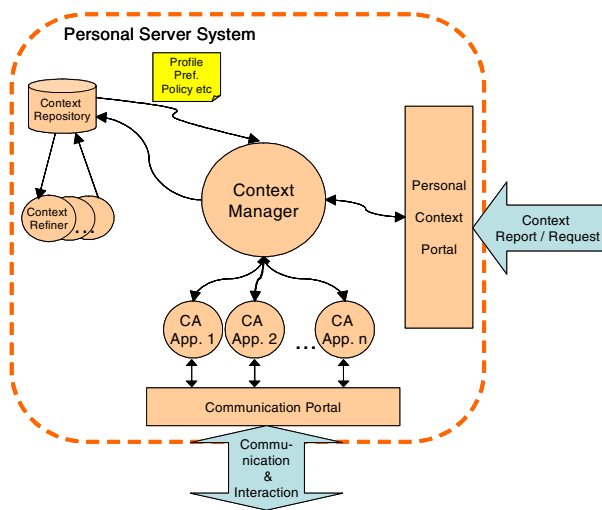 Personal Server System
Profile
Pref.
Policy etc
Context
Repository
Context
Refiner
...
Context
Manager
Personal
Context
Portal
Context
Report / Request
CA
App. 1
CA
App. 2
...
CA
App. n
Communication Portal
Commu-
nication
&
Interaction